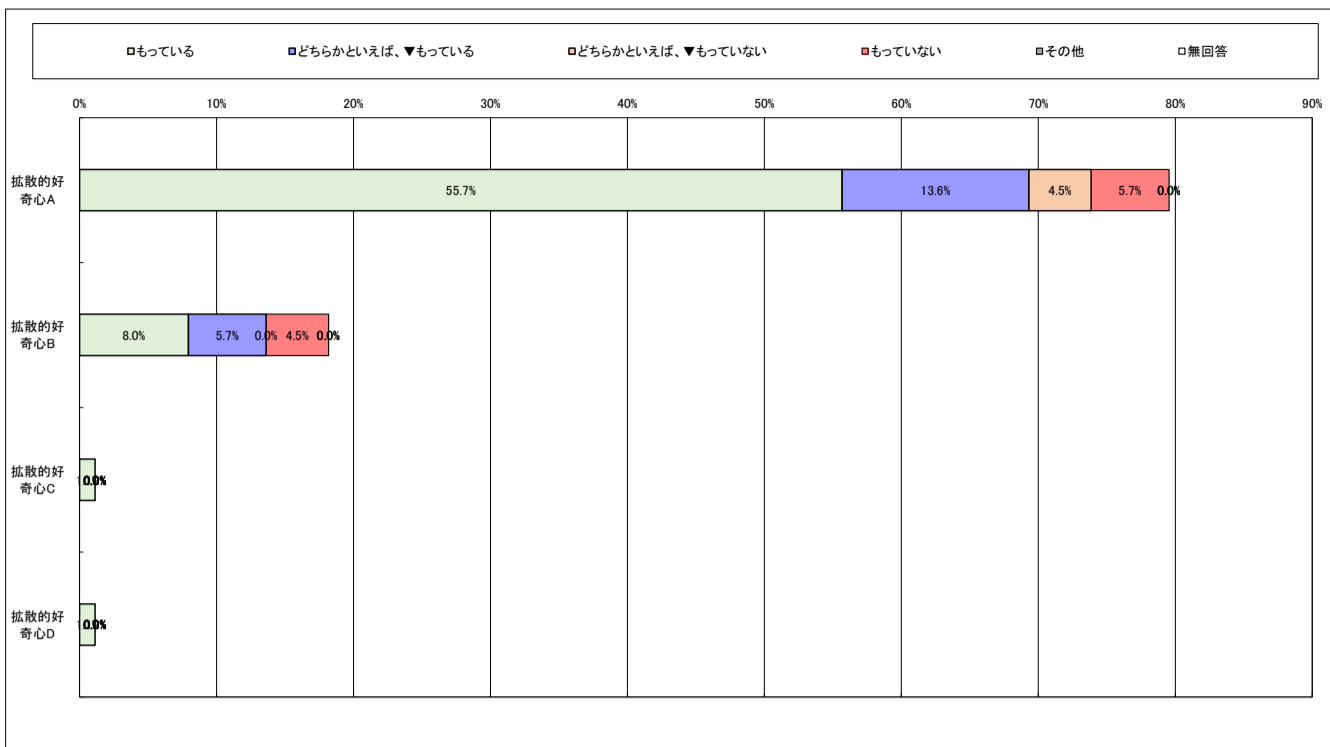 もっている どちらかといえば、▼もっている どちらかといえば、▼もっていない もっていない その他 無回答
0% 10% 20% 30% 40% 50% 60% 70% 80% 90%
拡散的好
奇心A
55.7% 13.6% 4.5% 5.7% 0.0%
拡散的好
奇心B
8.0% 5.7% 0.0% 4.5% 0.0%
拡散的好
奇心C
0.0%
拡散的好
奇心D
0.0%